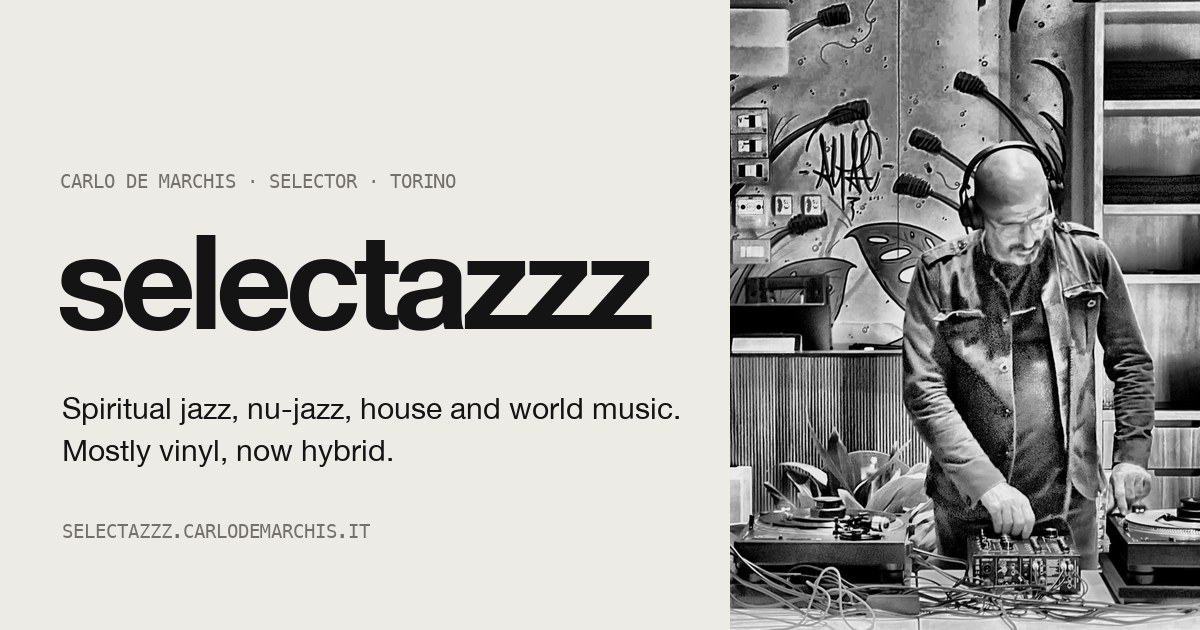 CARLO DE MARCHIS · SELECTOR · TORINO
selectazzz
Spiritual jazz, nu-jazz, house and world music.
Mostly vinyl, now hybrid.
SELECTAZZZ.CARLODEMARCHIS.IT